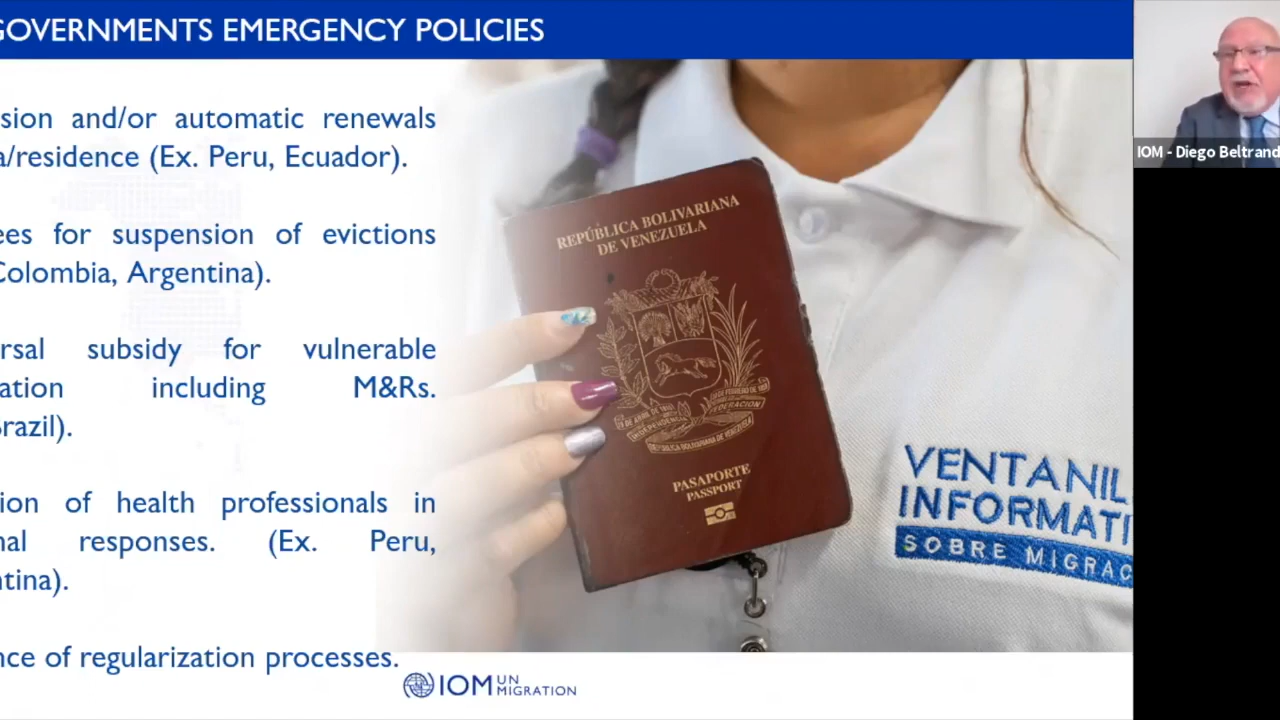 GOVERNMENTS EMERGENCY POLICIES
IOM - Diego Beltrand
sion and/or automatic renewals
a/residence (Ex. Peru, Ecuador).
ees for suspension of evictions
Colombia, Argentina).
rsal subsidy for vulnerable
ation including M&Rs.
Brazil).
ion of health professionals in
nal responses. (Ex. Peru,
ntina).
nce of regularization processes.
REPÚBLICA BOLIVARIANA
DE VENEZUELA
PASAPORTE
PASSPORT
VENTANIL
INFORMATI
SOBRE MIGRAC
IOM UN
MIGRATION